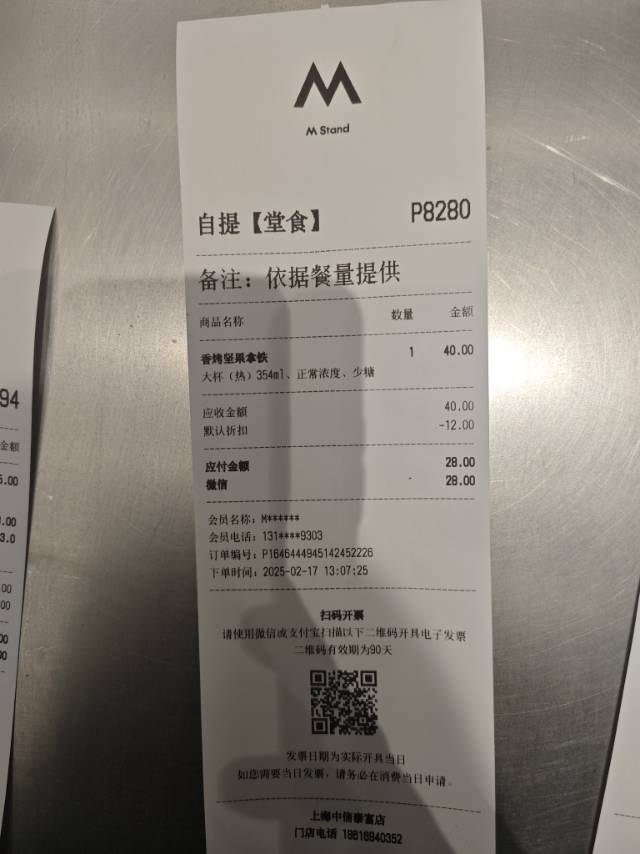 M Stand
自提【堂食】 P8280
备注：依据餐量提供
商品名称 数量 金额
香烤坚果拿铁 1 40.00
大杯（热）354ml、正常浓度、少糖
应收金额 40.00
默认折扣 -12.00
应付金额 28.00
微信 28.00
会员名称：M******
会员电话：131****9303
订单编号：P1646444945142452226
下单时间：2025-02-17 13:07:25
扫码开票
请使用微信或支付宝扫描以下二维码开具电子发票
二维码有效期为90天
发票日期为实际开具当日
如您需要当日发票，请务必在消费当日申请。
上海中信泰富店
门店电话 18616840352
94
金额